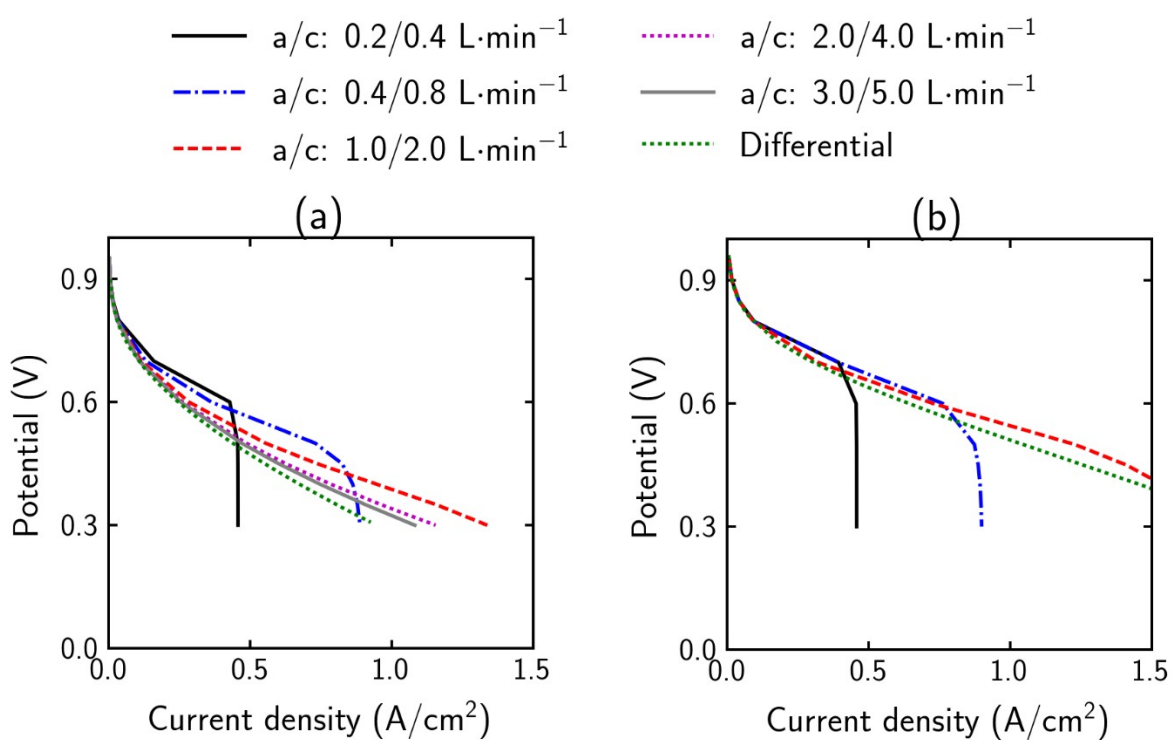 a/c: 0.2/0.4 L·min⁻¹
a/c: 0.4/0.8 L·min⁻¹
a/c: 1.0/2.0 L·min⁻¹
a/c: 2.0/4.0 L·min⁻¹
a/c: 3.0/5.0 L·min⁻¹
Differential
(a)
Potential (V)
0.9
0.6
0.3
0.0
0.0 0.5 1.0 1.5
Current density (A/cm²)
(b)
Potential (V)
0.9
0.6
0.3
0.0
0.0 0.5 1.0 1.5
Current density (A/cm²)